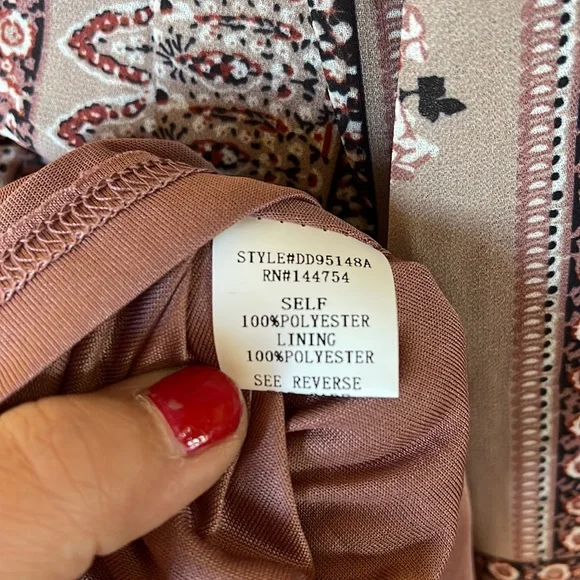 STYLE#DD95148A
RN#144754
SELF
100%POLYESTER
LINING
100%POLYESTER
SEE REVERSE